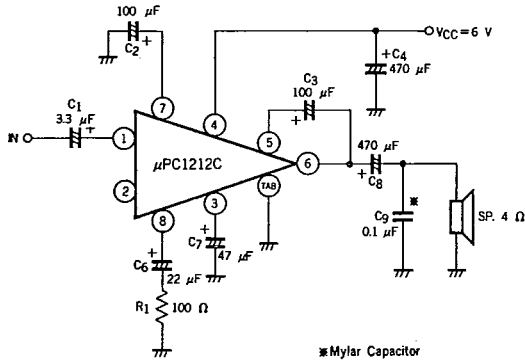 100 µF
C2 +
C1
3.3 µF
+
IN
7
4
1
2
µPC1212C
8
3
5
6
TAB
VCC=6 V
+ C4
470 µF
C3
100 µF
+
470 µF
+ C8
※
C9
0.1 µF
SP. 4 Ω
+
C7
47 µF
+
C6
22 µF
R1
100 Ω
※Mylar Capacitor